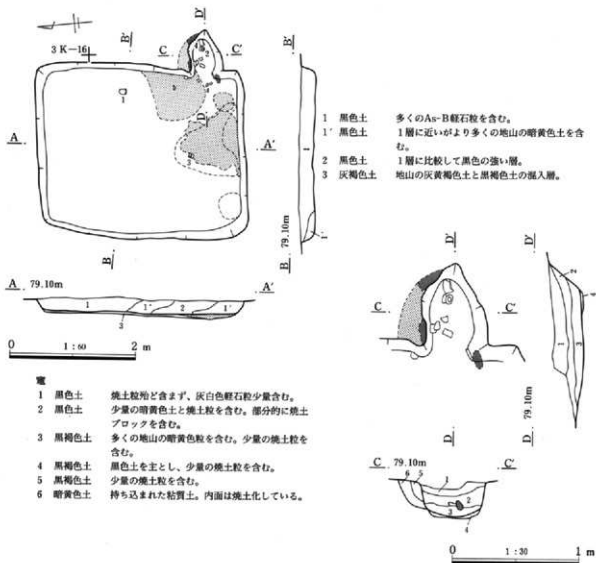 D'
3 K-16
B'
C
C'
B'
2
5
1
D
3
A
A'
B
79.10m
B
1 黒色土 多くのAs-B軽石粒を含む。
1' 黒色土 1層に近いがより多くの地山の暗黄色土を含
む。
2 黒色土 1層に比較して黒色の強い層。
3 灰褐色土 地山の灰黄褐色土と黒褐色土の混入層。
1
1'
A 79.10m A'
1 1' 2 1'
3
0 1:60 2 m
竈
1 黒色土 焼土粒殆ど含まず、灰白色軽石粒少量含む。
2 黒色土 少量の暗黄色土と焼土粒を含む。部分的に焼土
ブロックを含む。
3 黒褐色土 多くの地山の暗黄色粒を含む。少量の焼土粒を
含む。
4 黒褐色土 黒色土を主とし、少量の焼土粒を含む。
5 黒褐色土 少量の焼土粒を含む。
6 暗黄色土 持ち込まれた粘質土。内面は焼土化している。
D'
C
C'
D
D'
2
4
1
3
79.10m
D
C 79.10m C'
6 5
1
2
3
4
0 1:30 1 m